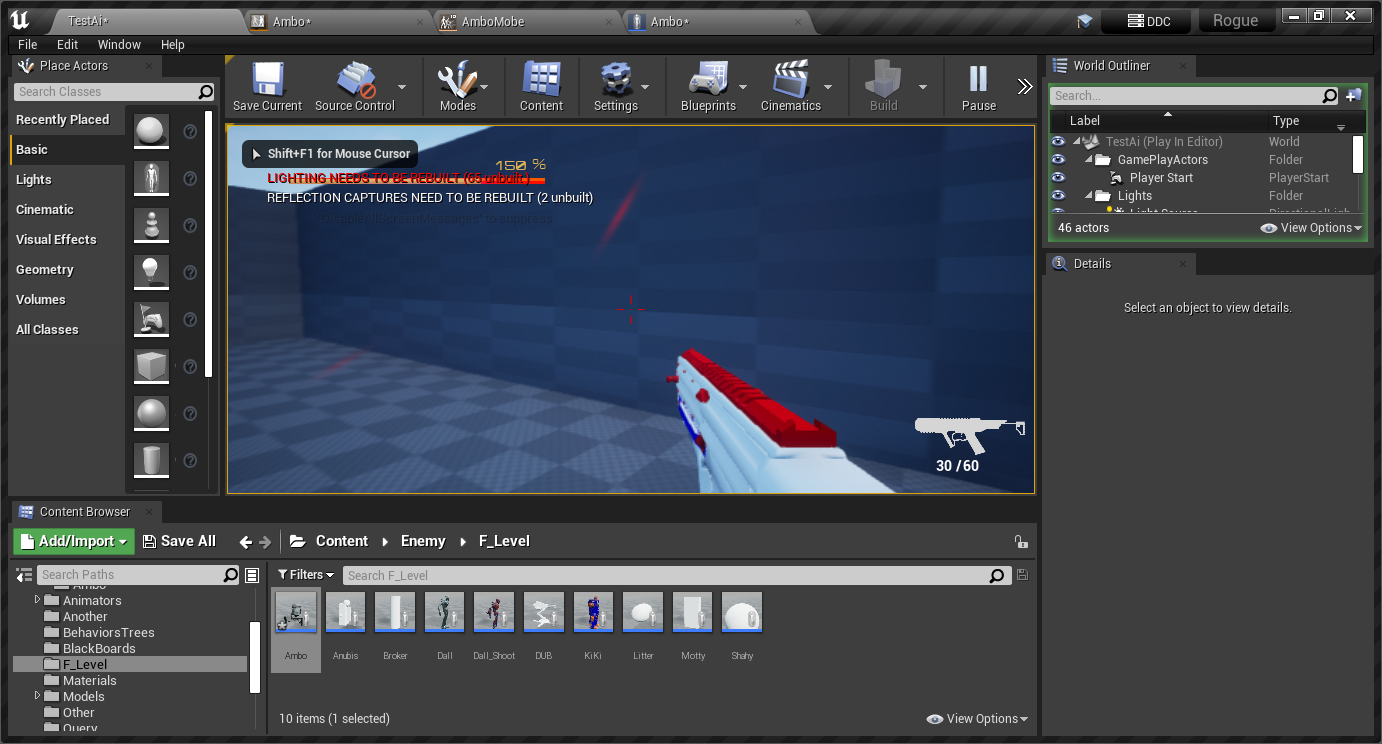 TestAi*
Ambo*
AmboMobe
Ambo*
DDC
Rogue
File Edit Window Help
Place Actors
Search Classes
Recently Placed
Basic
Lights
Cinematic
Visual Effects
Geometry
Volumes
All Classes
Save Current
Source Control
Modes
Content
Settings
Blueprints
Cinematics
Build
Pause
Shift+F1 for Mouse Cursor
150 %
LIGHTING NEEDS TO BE REBUILT (65 unbuilt)
REFLECTION CAPTURES NEED TO BE REBUILT (2 unbuilt)
'DisableAllScreenMessages' to suppress
30 / 60
World Outliner
Search...
Label Type
TestAi (Play In Editor) World
GamePlayActors Folder
Player Start PlayerStart
Lights Folder
Light Source DirectionalLigh
46 actors
View Options
Details
Select an object to view details.
Content Browser
Add/Import
Save All
Content
Enemy
F_Level
Search Paths
Ambo
Animators
Another
BehaviorsTrees
BlackBoards
F_Level
Materials
Models
Other
Query
Filters
Search F_Level
Ambo
Anubis
Broker
Dall
Dall_Shoot
DUB
KiKi
Litter
Motty
Shahy
10 items (1 selected)
View Options